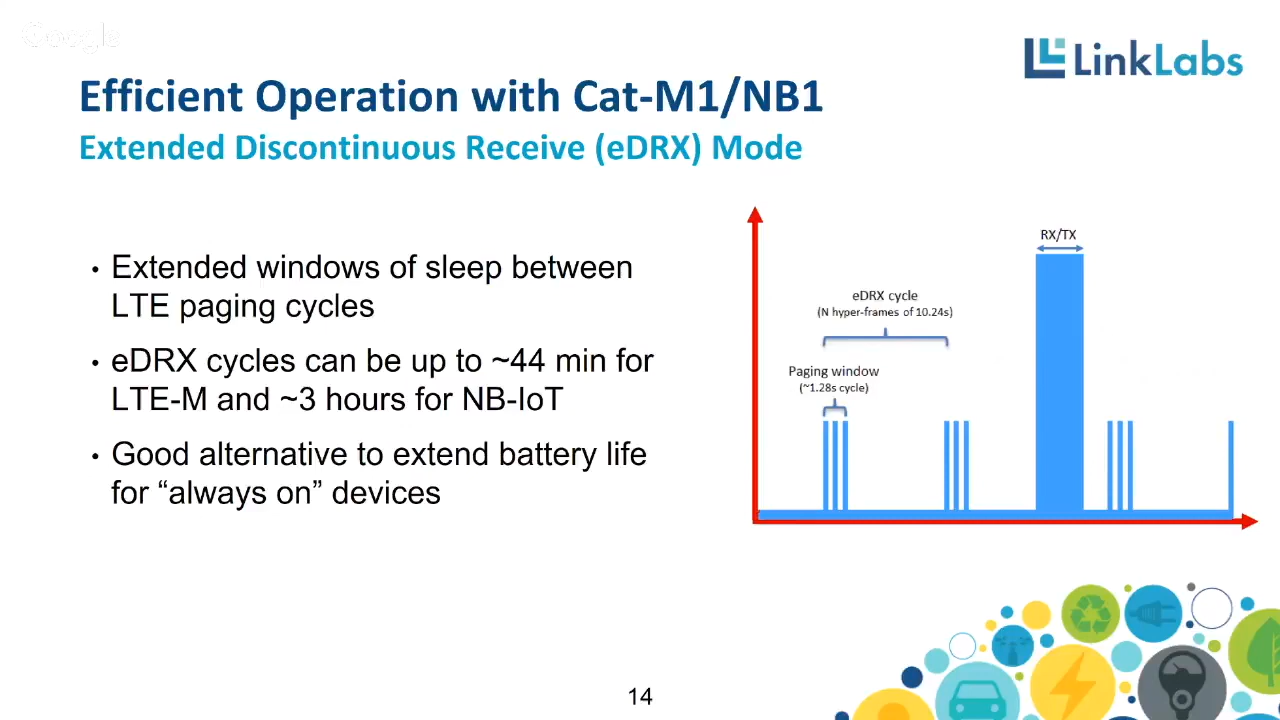 Google
LinkLabs
Efficient Operation with Cat-M1/NB1
Extended Discontinuous Receive (eDRX) Mode
• Extended windows of sleep between
LTE paging cycles
• eDRX cycles can be up to ~44 min for
LTE-M and ~3 hours for NB-IoT
• Good alternative to extend battery life
for “always on” devices
RX/TX
eDRX cycle
(N hyper-frames of 10.24s)
Paging window
(~1.28s cycle)
14